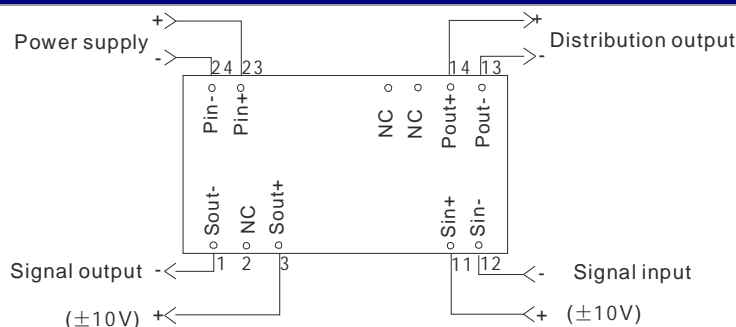 + +
Power supply Distribution output
- -
24 23 14 13
Pin- Pin+ NC NC Pout+ Pout-
Sout- NC Sout+ Sin+ Sin-
1 2 3 11 12
Signal output - - Signal input
(±10V) + + (±10V)